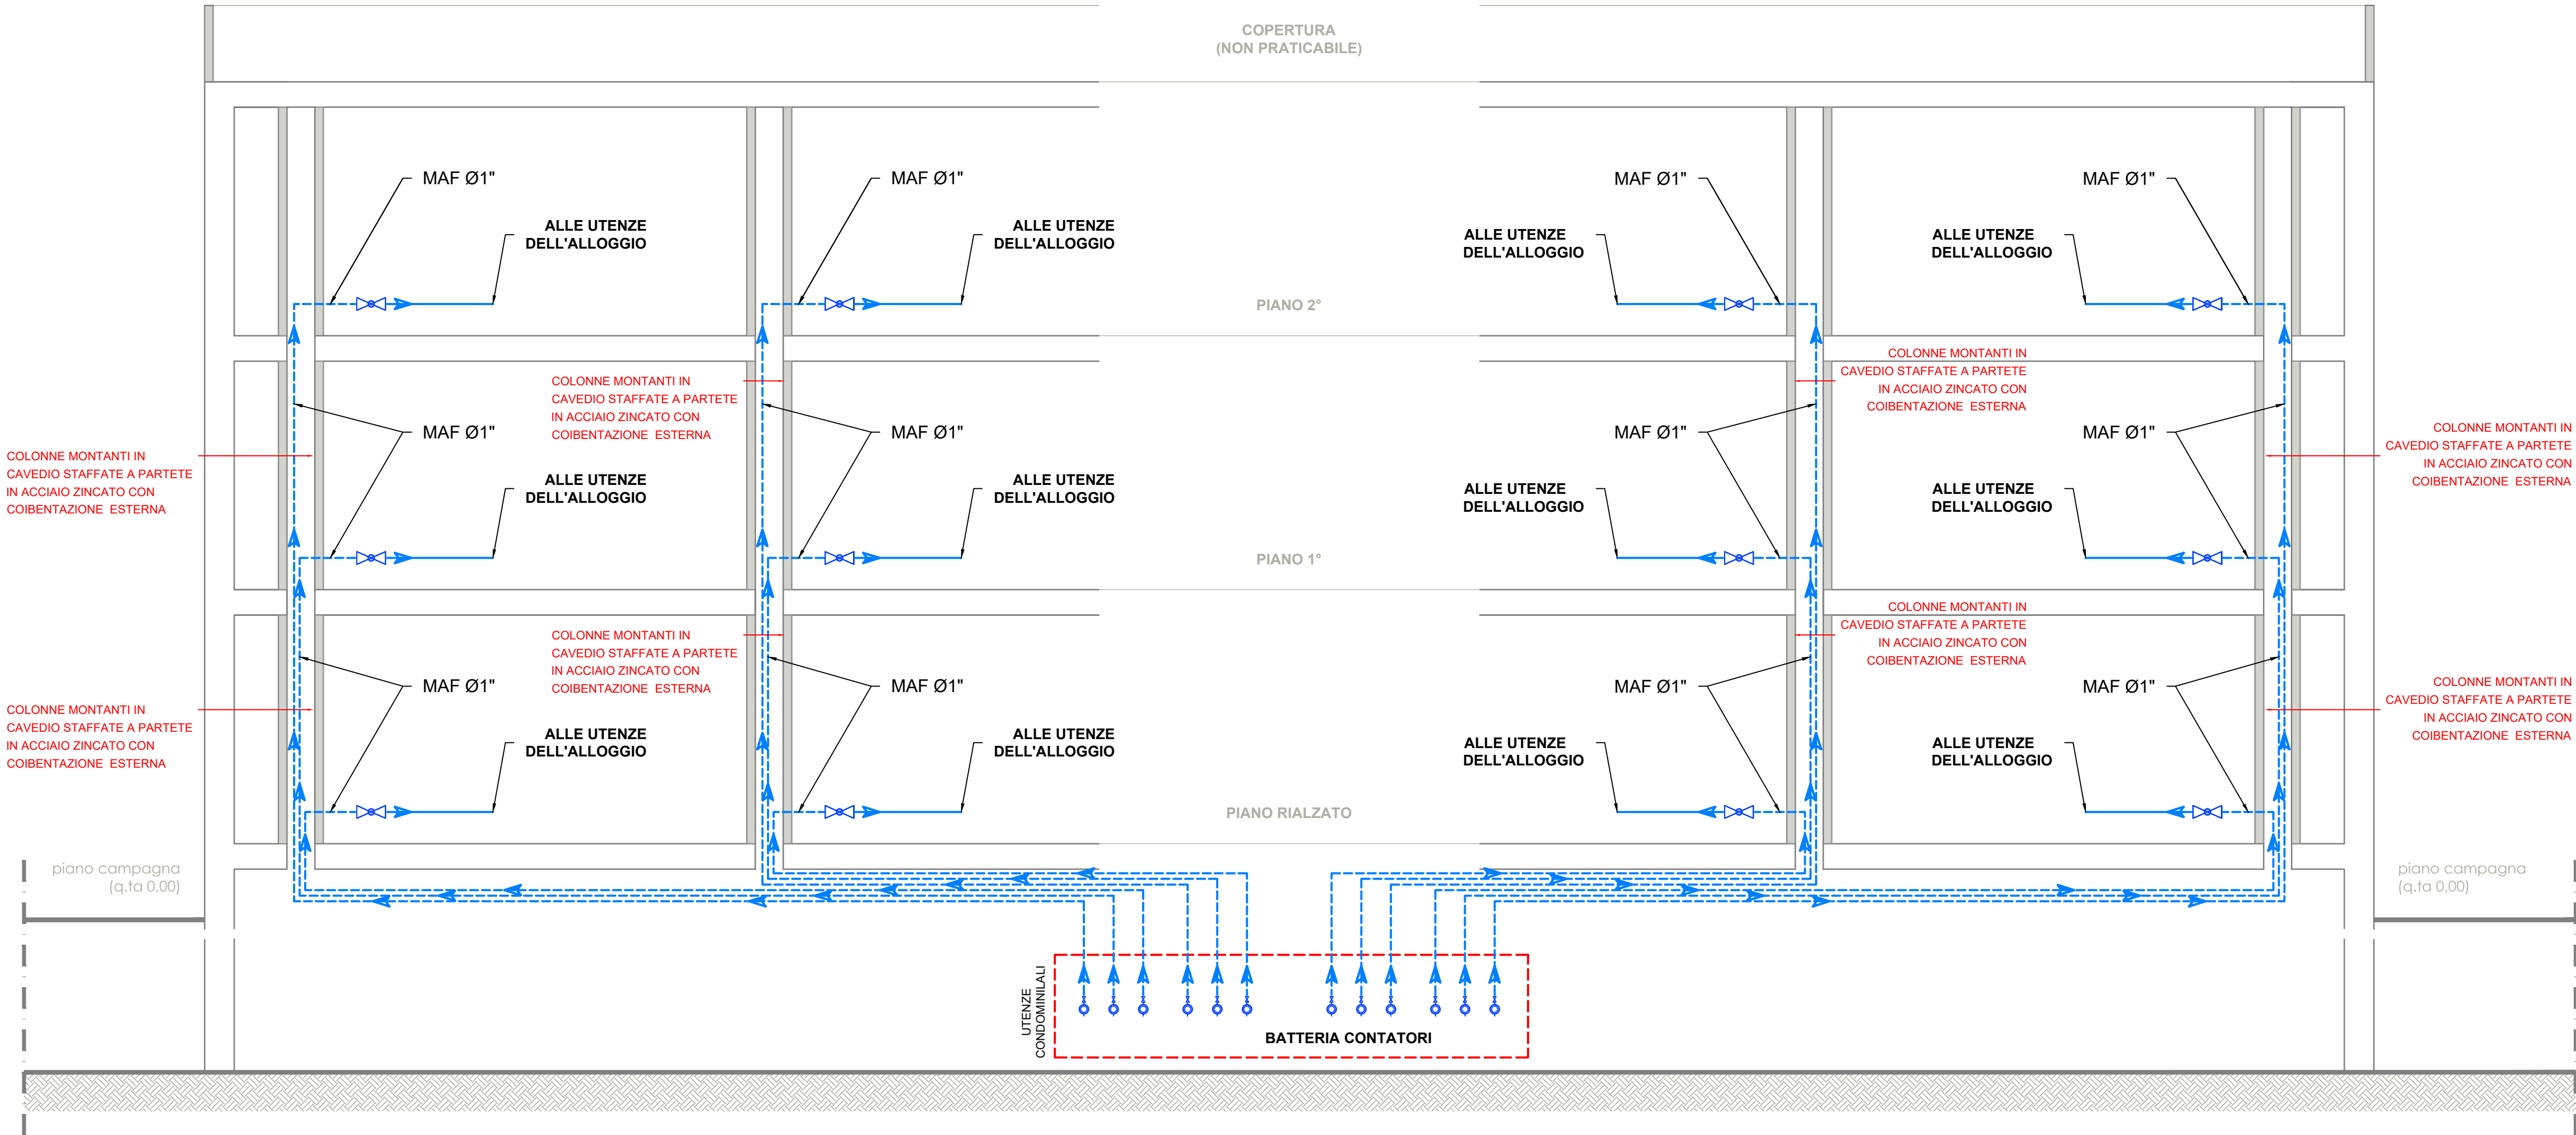 COPERTURA
(NON PRATICABILE)
MAF Ø1"
MAF Ø1"
MAF Ø1"
MAF Ø1"
ALLE UTENZE
DELL'ALLOGGIO
ALLE UTENZE
DELL'ALLOGGIO
ALLE UTENZE
DELL'ALLOGGIO
ALLE UTENZE
DELL'ALLOGGIO
PIANO 2°
COLONNE MONTANTI IN
CAVEDIO STAFFATE A PARTETE
IN ACCIAIO ZINCATO CON
COIBENTAZIONE ESTERNA
COLONNE MONTANTI IN
CAVEDIO STAFFATE A PARTETE
IN ACCIAIO ZINCATO CON
COIBENTAZIONE ESTERNA
MAF Ø1"
MAF Ø1"
MAF Ø1"
MAF Ø1"
COLONNE MONTANTI IN
CAVEDIO STAFFATE A PARTETE
IN ACCIAIO ZINCATO CON
COIBENTAZIONE ESTERNA
COLONNE MONTANTI IN
CAVEDIO STAFFATE A PARTETE
IN ACCIAIO ZINCATO CON
COIBENTAZIONE ESTERNA
ALLE UTENZE
DELL'ALLOGGIO
ALLE UTENZE
DELL'ALLOGGIO
ALLE UTENZE
DELL'ALLOGGIO
ALLE UTENZE
DELL'ALLOGGIO
PIANO 1°
COLONNE MONTANTI IN
CAVEDIO STAFFATE A PARTETE
IN ACCIAIO ZINCATO CON
COIBENTAZIONE ESTERNA
COLONNE MONTANTI IN
CAVEDIO STAFFATE A PARTETE
IN ACCIAIO ZINCATO CON
COIBENTAZIONE ESTERNA
MAF Ø1"
MAF Ø1"
MAF Ø1"
MAF Ø1"
COLONNE MONTANTI IN
CAVEDIO STAFFATE A PARTETE
IN ACCIAIO ZINCATO CON
COIBENTAZIONE ESTERNA
COLONNE MONTANTI IN
CAVEDIO STAFFATE A PARTETE
IN ACCIAIO ZINCATO CON
COIBENTAZIONE ESTERNA
ALLE UTENZE
DELL'ALLOGGIO
ALLE UTENZE
DELL'ALLOGGIO
ALLE UTENZE
DELL'ALLOGGIO
ALLE UTENZE
DELL'ALLOGGIO
PIANO RIALZATO
piano campagna
(q.ta 0,00)
piano campagna
(q.ta 0,00)
UTENZE
CONDOMINILALI
BATTERIA CONTATORI